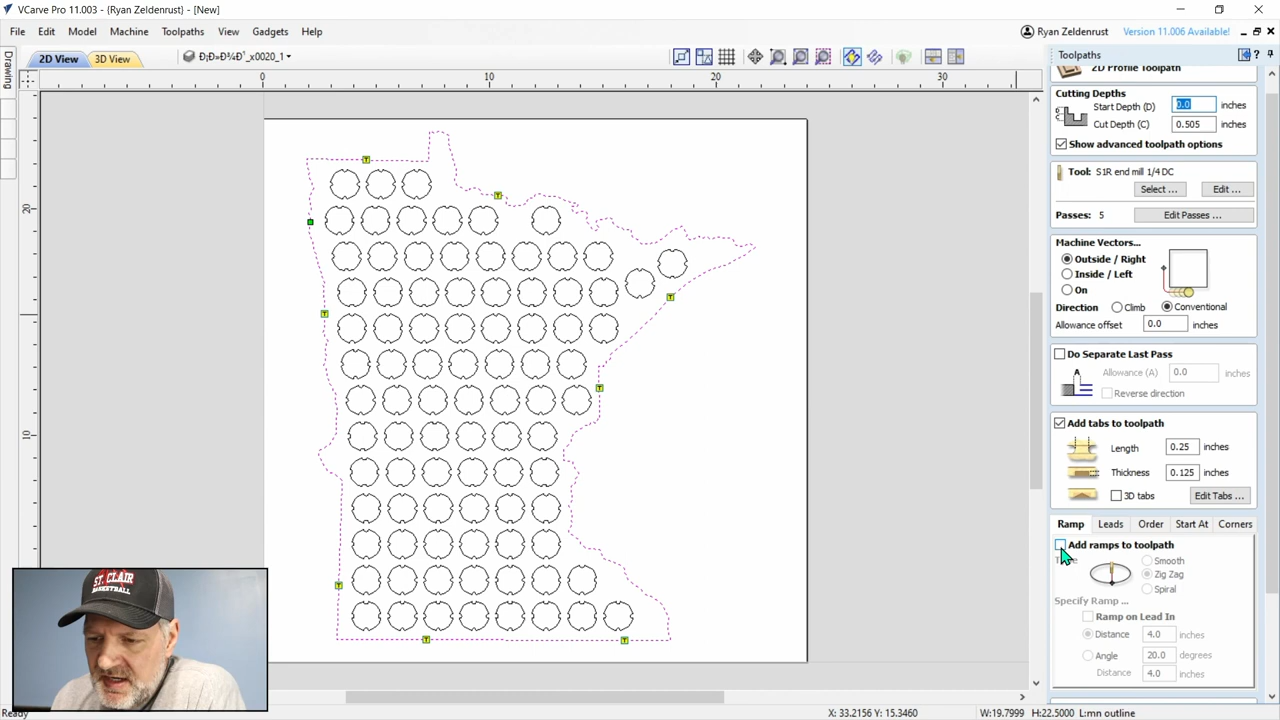 VCarve Pro 11.003 - {Ryan Zeldenrust} - [New]
File Edit Model Machine Toolpaths View Gadgets Help
Ryan Zeldenrust Version 11.006 Available!
2D View 3D View Ð¡Ð»Ð¾Ð¹_x0020_1
Toolpaths
Drawing
0 10 20 30
20
10
2D Profile Toolpath
Cutting Depths
Start Depth (D) 0.0 inches
Cut Depth (C) 0.505 inches
Show advanced toolpath options
Tool: S1R end mill 1/4 DC
Select ... Edit ...
Passes: 5 Edit Passes ...
Machine Vectors...
Outside / Right
Inside / Left
On
Direction Climb Conventional
Allowance offset 0.0 inches
Do Separate Last Pass
A Allowance (A) 0.0 inches
Reverse direction
Add tabs to toolpath
Length 0.25 inches
Thickness 0.125 inches
3D tabs Edit Tabs ...
Ramp Leads Order Start At Corners
Add ramps to toolpath
Smooth
Zig Zag
Spiral
Specify Ramp ...
Ramp on Lead In
Distance 4.0 inches
Angle 20.0 degrees
Distance 4.0 inches
T
T
T
T
T
T
T
T
ST. CLAIR
BASKETBALL
Ready X: 33.2156 Y: 15.3460 W:19.7999 H:22.5000 L:mn outline